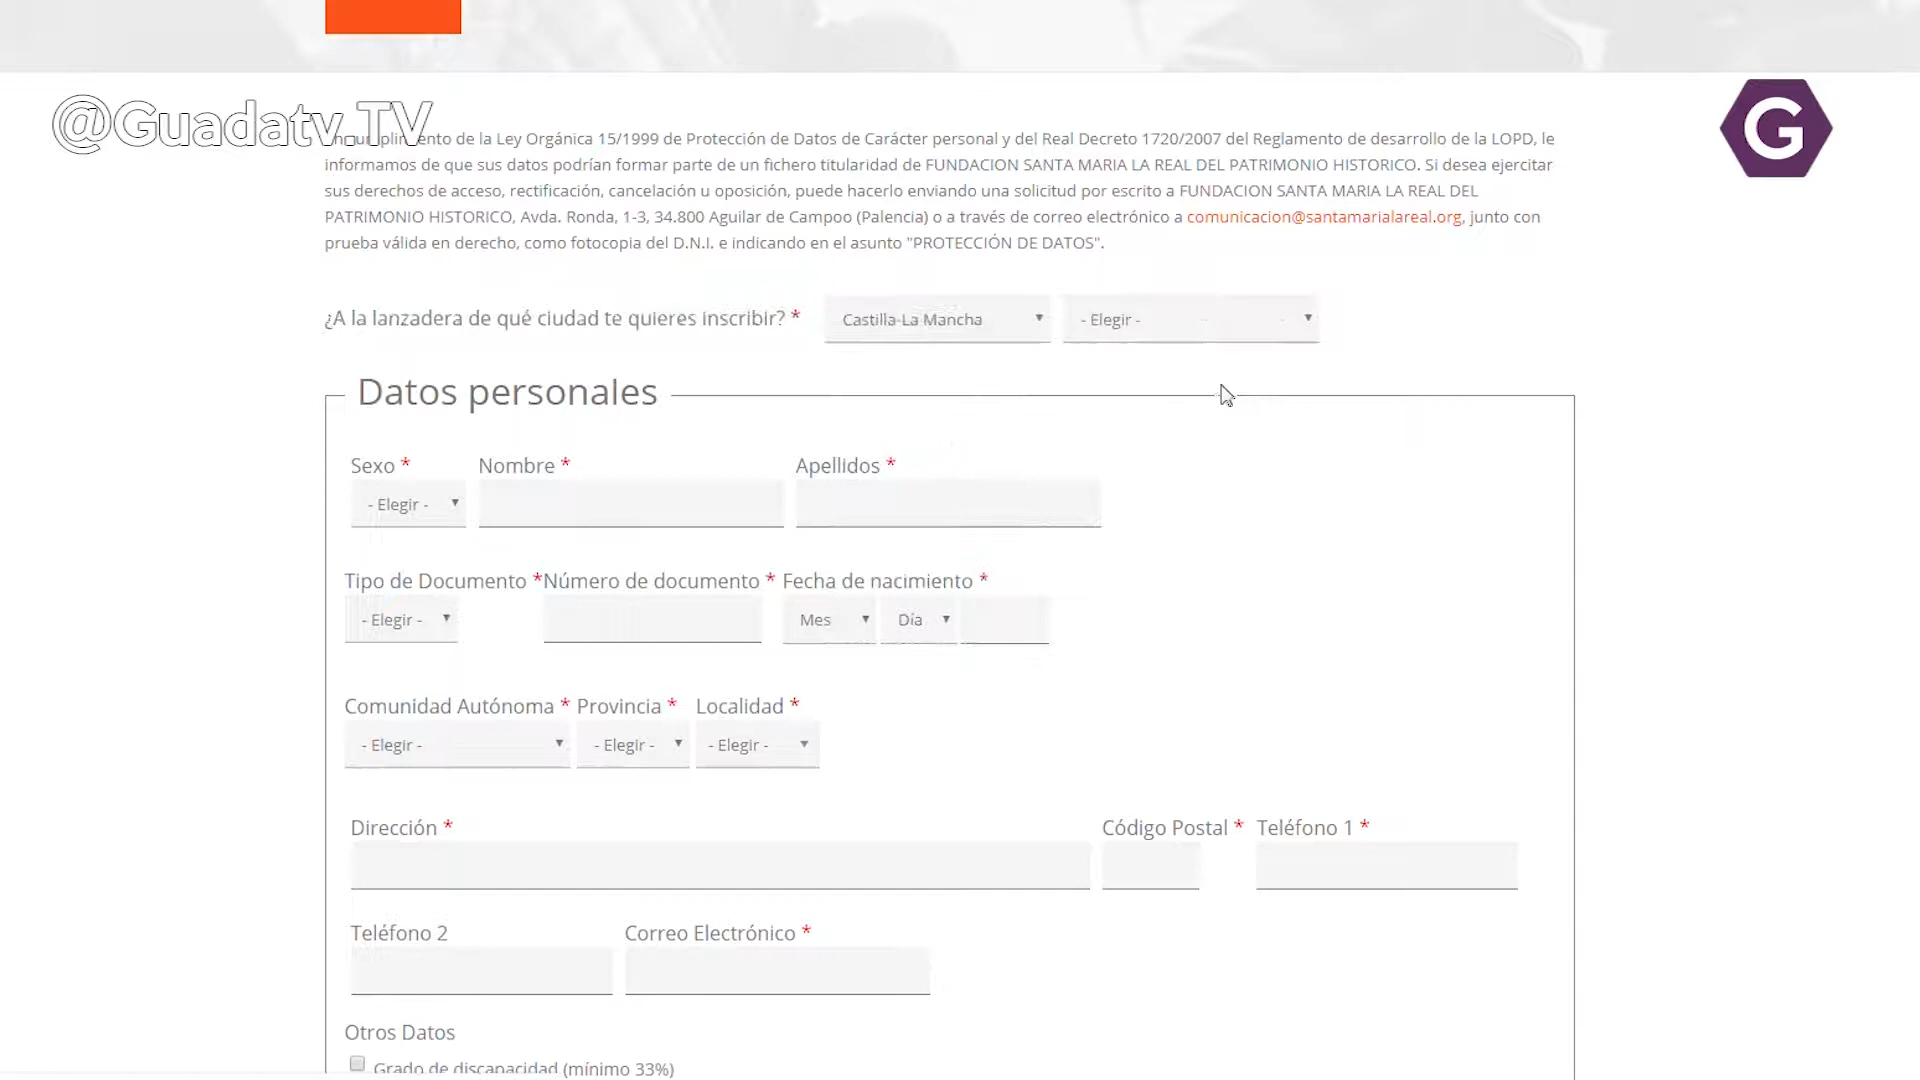 @Guadatv.TV
G
de la Ley Orgánica 15/1999 de Protección de Datos de Carácter personal y del Real Decreto 1720/2007 del Reglamento de desarrollo de la LOPD, le
informamos de que sus datos podrían formar parte de un fichero titularidad de FUNDACION SANTA MARIA LA REAL DEL PATRIMONIO HISTORICO. Si desea ejercitar
sus derechos de acceso, rectificación, cancelación u oposición, puede hacerlo enviando una solicitud por escrito a FUNDACION SANTA MARIA LA REAL DEL
PATRIMONIO HISTORICO, Avda. Ronda, 1-3, 34.800 Aguilar de Campoo (Palencia) o a través de correo electrónico a comunicacion@santamarialareal.org, junto con
prueba válida en derecho, como fotocopia del D.N.I. e indicando en el asunto "PROTECCIÓN DE DATOS".
¿A la lanzadera de qué ciudad te quieres inscribir? * Castilla-La Mancha - Elegir -
Datos personales
Sexo * Nombre * Apellidos *
- Elegir -
Tipo de Documento * Número de documento * Fecha de nacimiento *
- Elegir - Mes Día
Comunidad Autónoma * Provincia * Localidad *
- Elegir - - Elegir - - Elegir -
Dirección * Código Postal * Teléfono 1 *
Teléfono 2 Correo Electrónico *
Otros Datos
Grado de discapacidad (mínimo 33%)